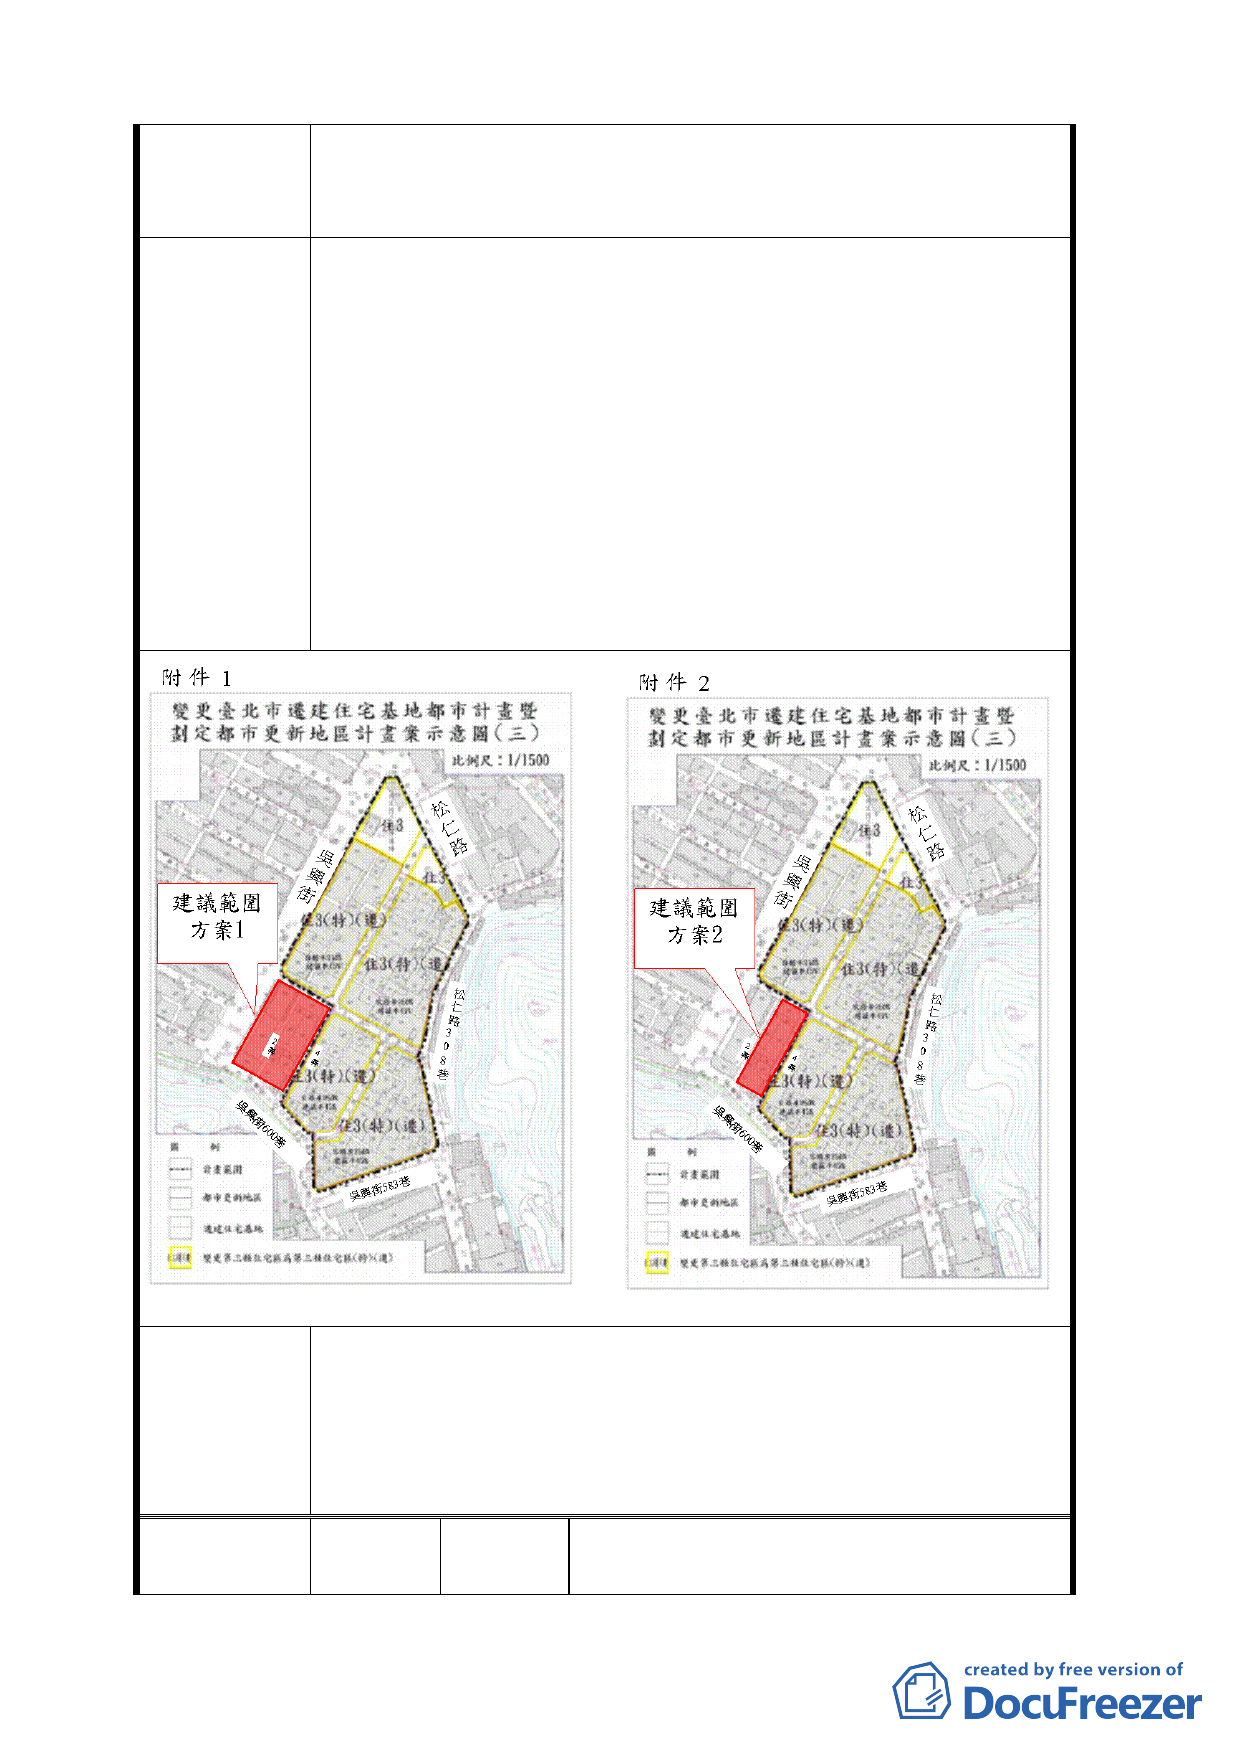 附件 1
變更臺北市遷建住宅基地都市計畫暨
劃定都市更新地區計畫案示意圖(三)
比例尺：1/1500
松仁路
住3
吳興街
住3
建議範圍
方案1
住3(特)(遷)
住3(特)(遷)
松仁路308巷
住3(特)(遷)
吳興街600巷
住3(特)(遷)
吳興街583巷
圖 例
計畫範圍
都市更新地區
遷建住宅基地
變更第三種住宅區為第三種住宅區(特)(遷)
附件 2
變更臺北市遷建住宅基地都市計畫暨
劃定都市更新地區計畫案示意圖(三)
比例尺：1/1500
松仁路
住3
吳興街
住3
建議範圍
方案2
住3(特)(遷)
住3(特)(遷)
松仁路308巷
住3(特)(遷)
吳興街600巷
住3(特)(遷)
吳興街583巷
圖 例
計畫範圍
都市更新地區
遷建住宅基地
變更第三種住宅區為第三種住宅區(特)(遷)
created by free version of
DocuFreezer